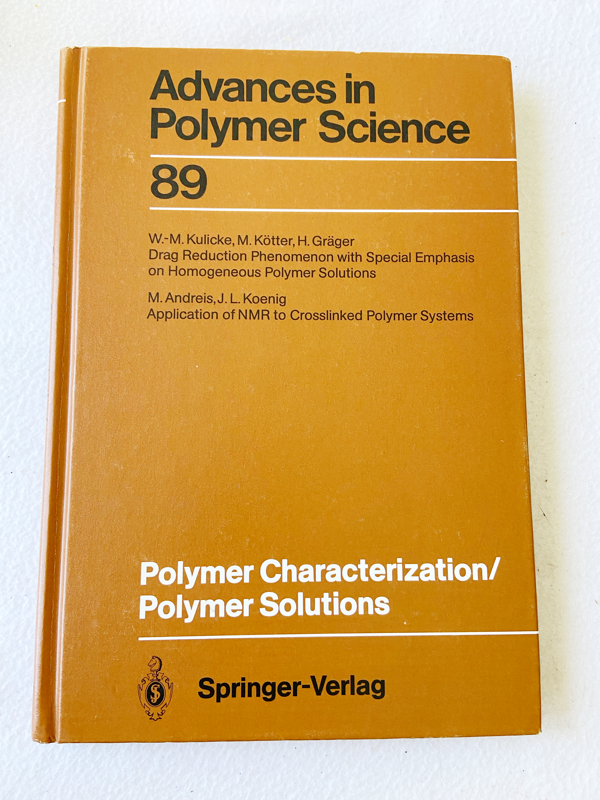 Advances in
Polymer Science
89
W.-M. Kulicke, M. Kötter, H. Gräger
Drag Reduction Phenomenon with Special Emphasis
on Homogeneous Polymer Solutions
M. Andreis, J. L. Koenig
Application of NMR to Crosslinked Polymer Systems
Polymer Characterization/
Polymer Solutions
Springer-Verlag